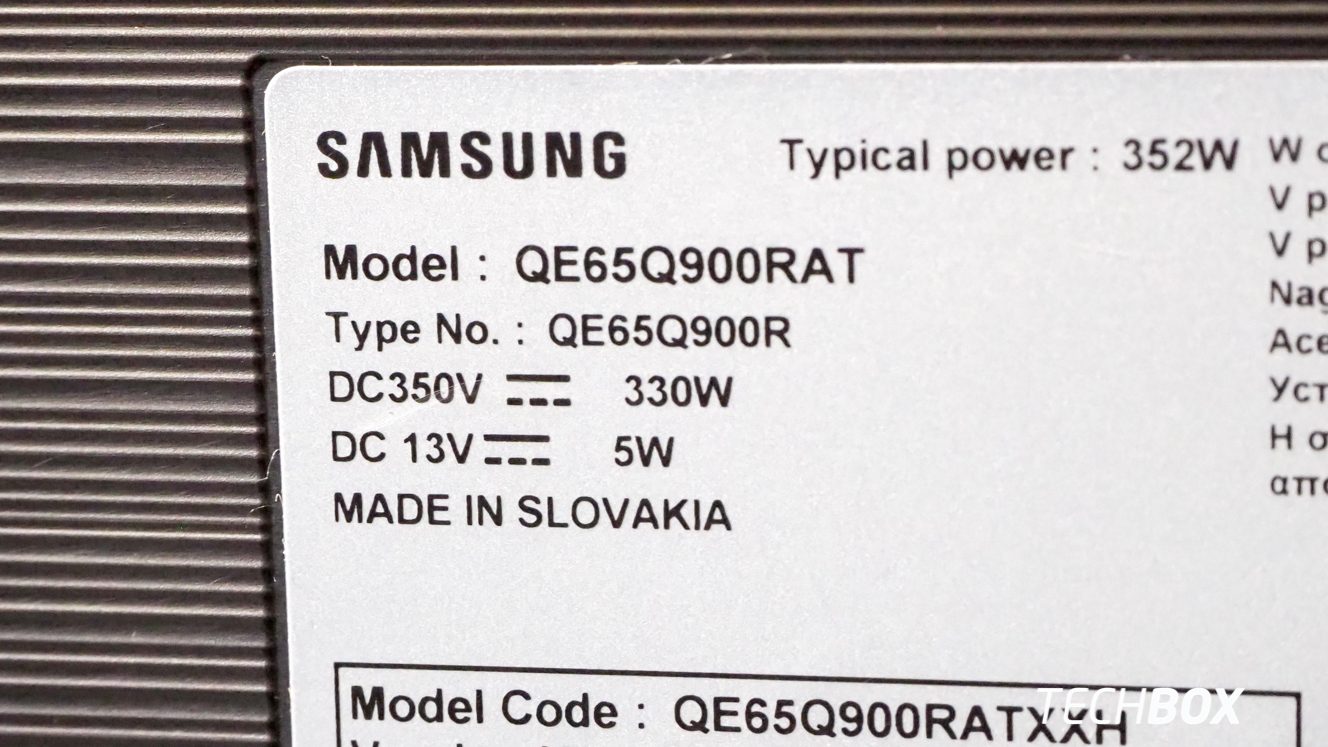 SAMSUNG
Typical power : 352W
Model : QE65Q900RAT
Type No. : QE65Q900R
DC350V ⎓ 330W
DC 13V ⎓ 5W
MADE IN SLOVAKIA
W
V
V
Model Code : QE65Q900RATXXH
TECHBOX